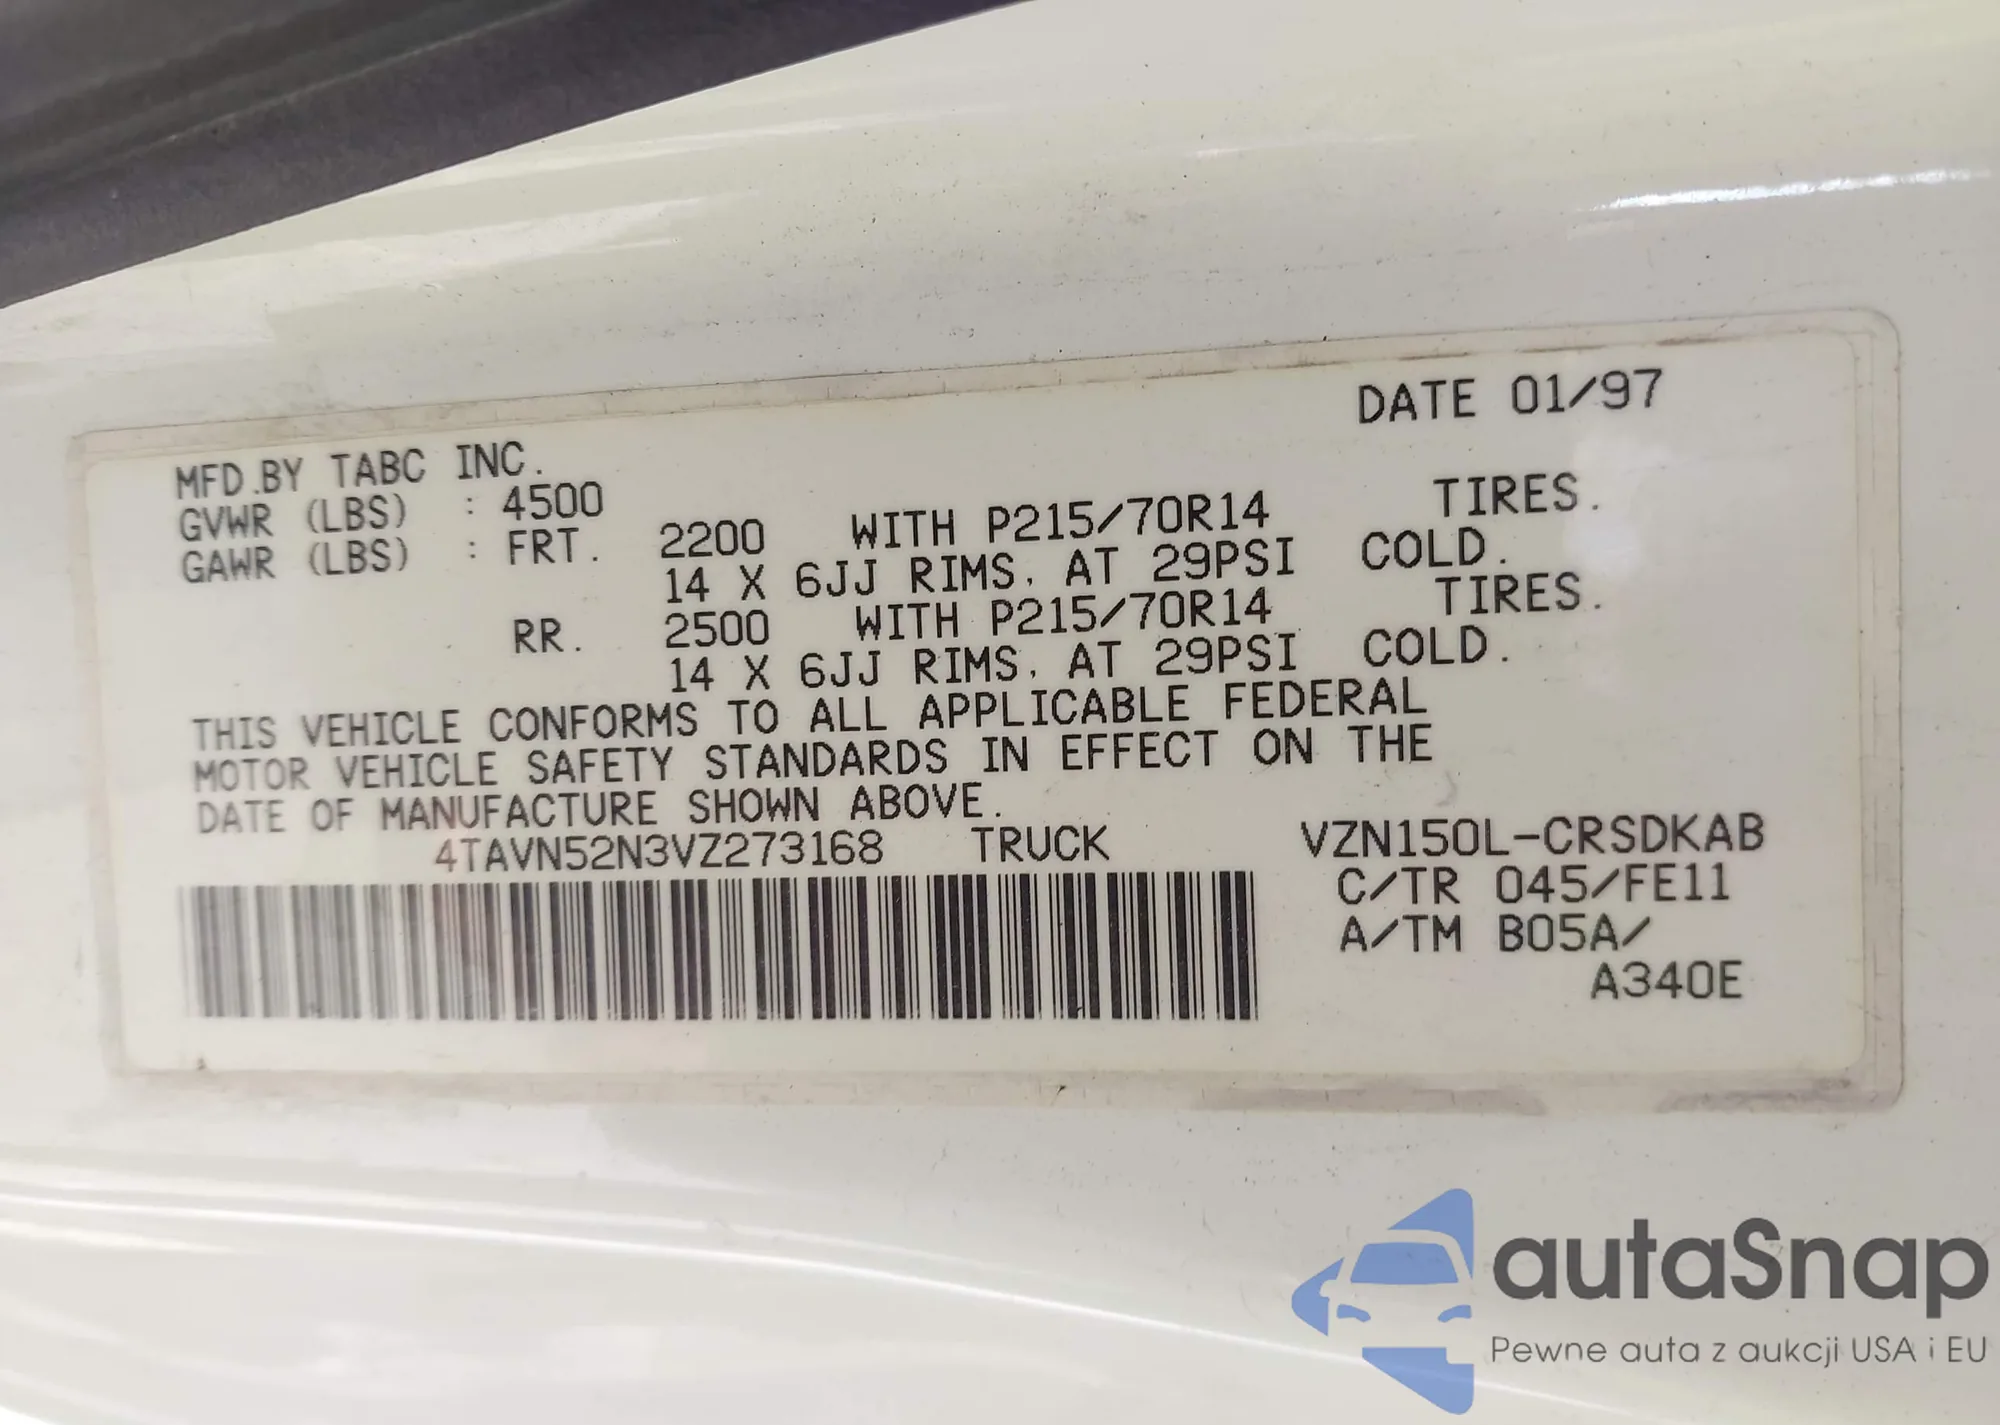 DATE 01/97
MFD.BY TABC INC.
GVWR (LBS) : 4500
GAWR (LBS) : FRT. 2200 WITH P215/70R14 TIRES.
14 X 6JJ RIMS, AT 29PSI COLD.
RR. 2500 WITH P215/70R14 TIRES.
14 X 6JJ RIMS, AT 29PSI COLD.
THIS VEHICLE CONFORMS TO ALL APPLICABLE FEDERAL
MOTOR VEHICLE SAFETY STANDARDS IN EFFECT ON THE
DATE OF MANUFACTURE SHOWN ABOVE.
4TAVN52N3VZ273168 TRUCK VZN150L-CRSDKAB
C/TR 045/FE11
A/TM B05A/
A340E
autaSnap
Pewne auta z aukcji USA i EU